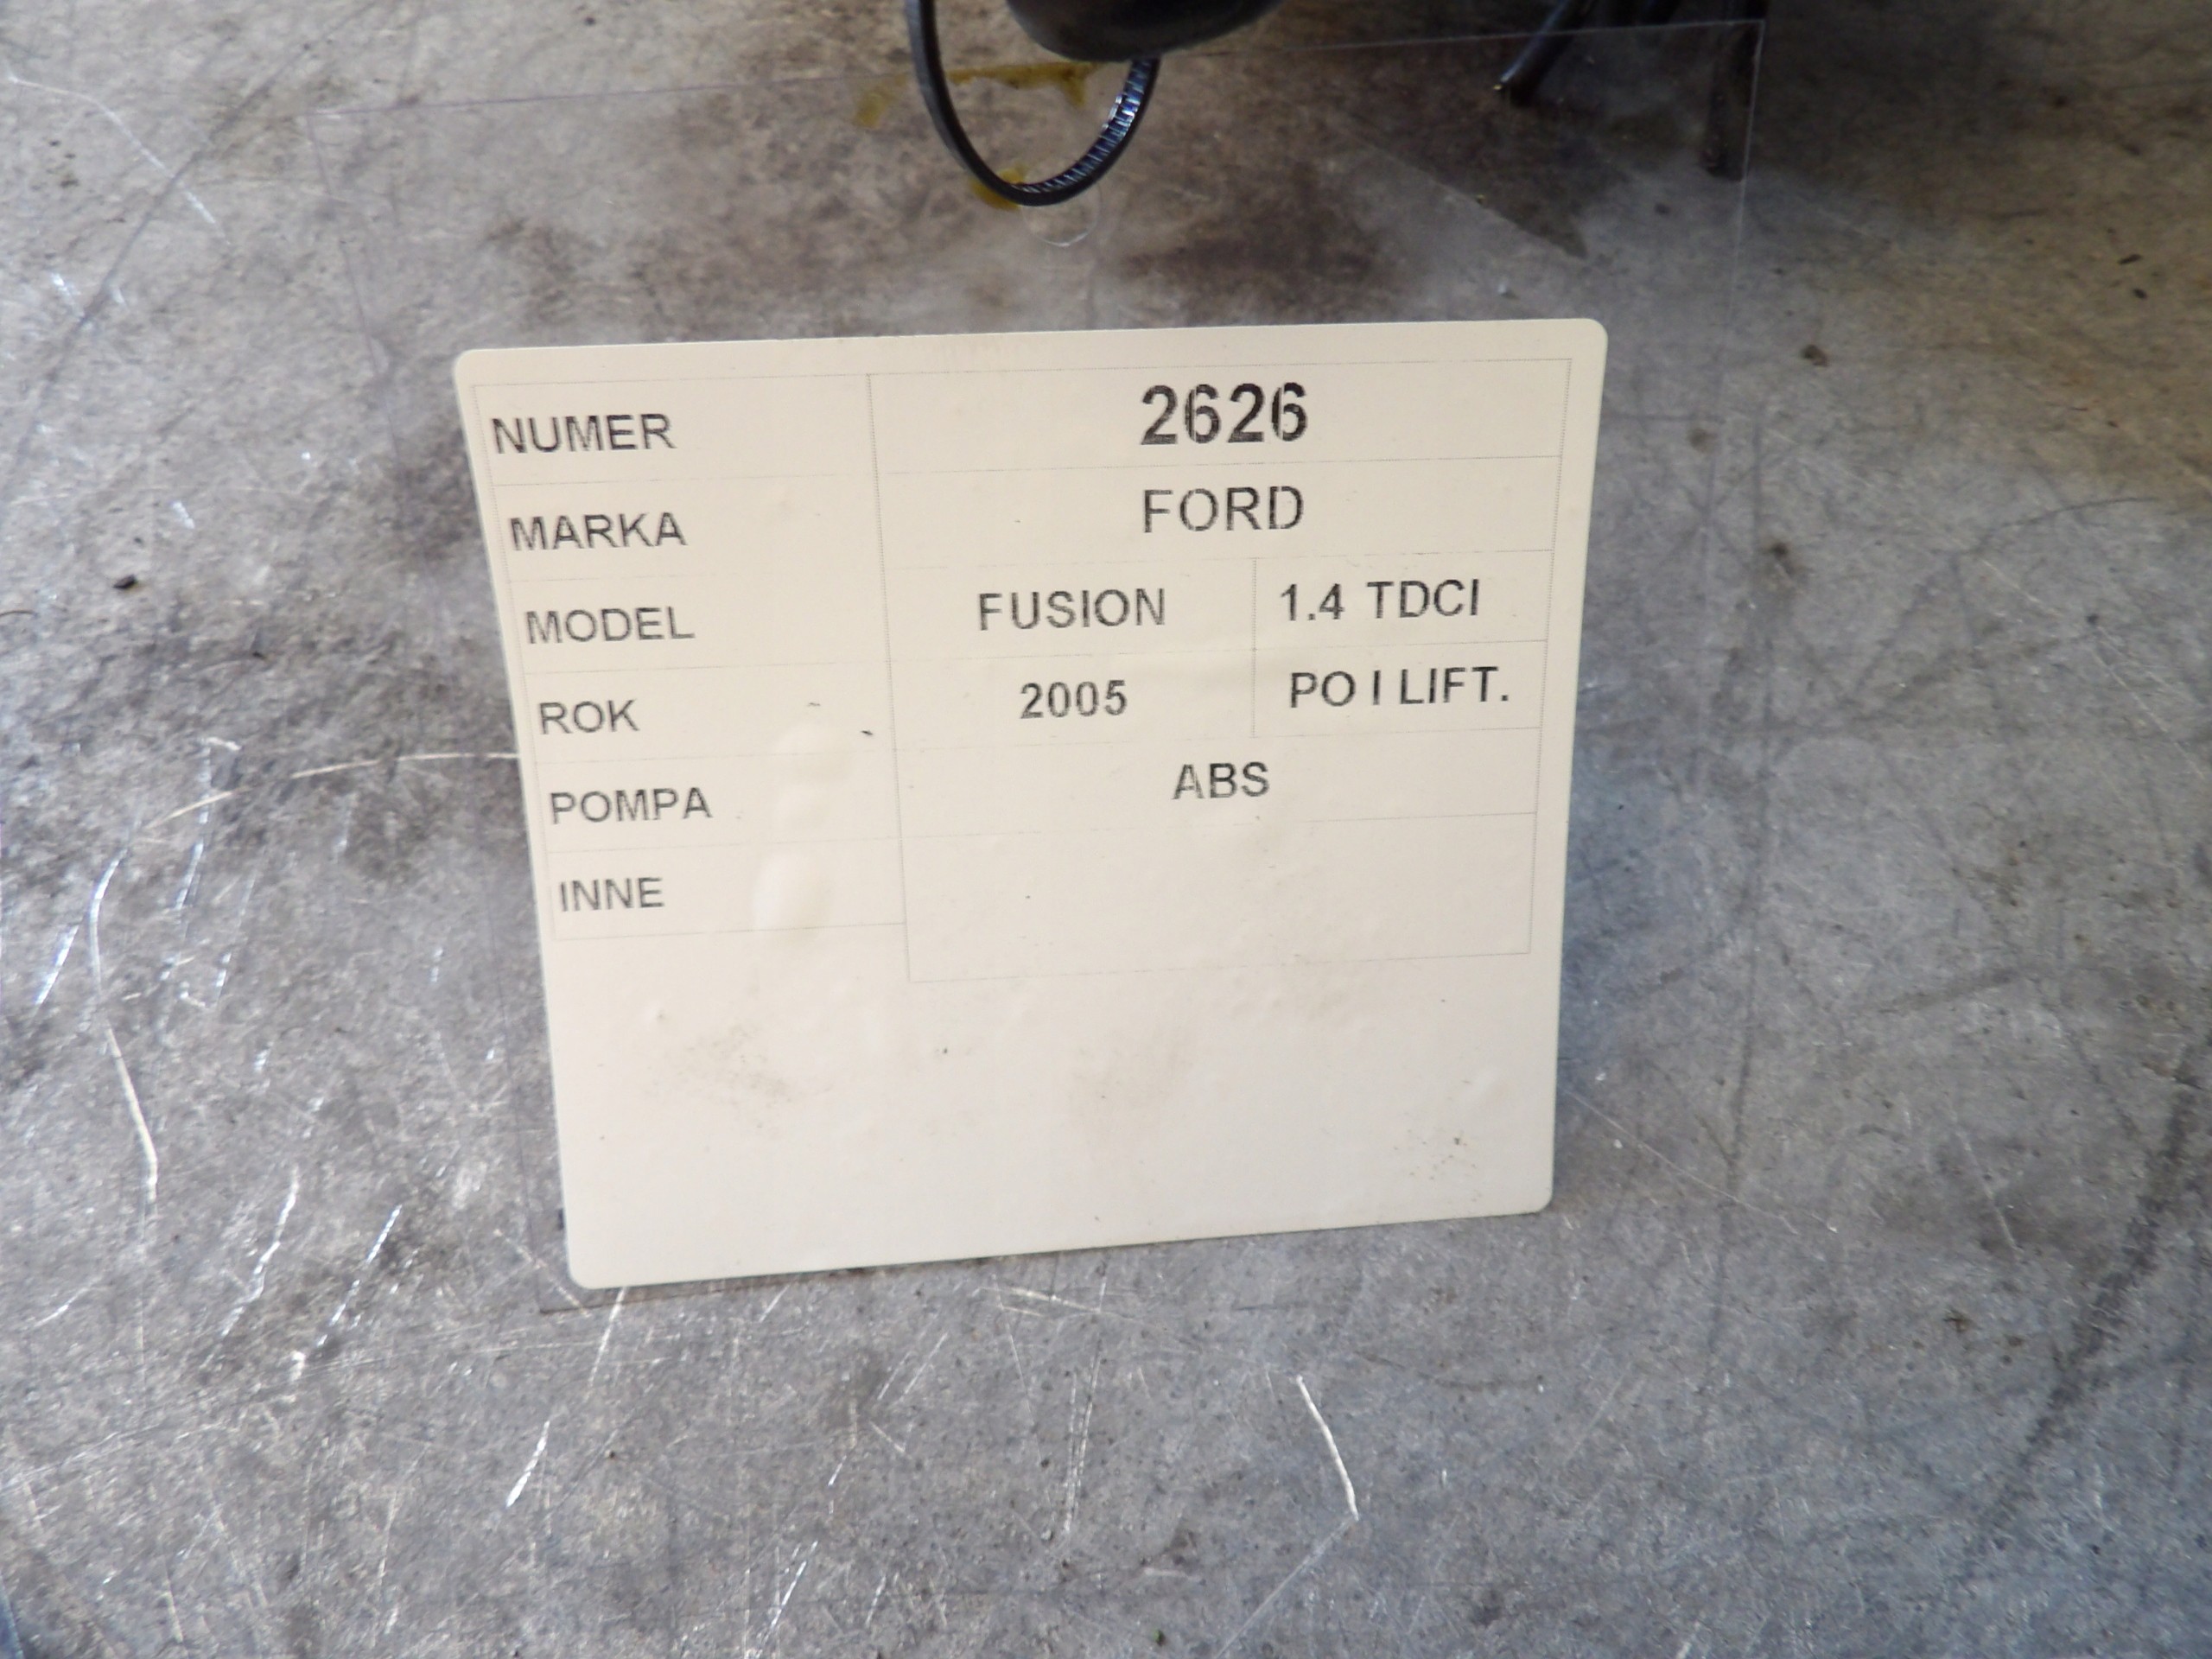 NUMER 2626
MARKA FORD
MODEL FUSION 1.4 TDCI
ROK 2005 PO I LIFT.
POMPA ABS
INNE